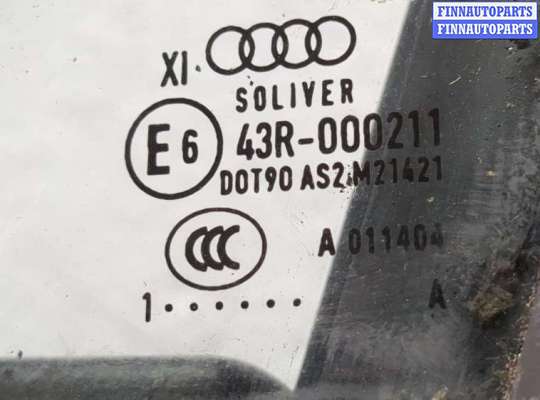 FINNAUTOPARTS
FINNAUTOPARTS
XI.
SOLIVER
E6 43R-000211
DOT90 AS2.M21421
CCC A 011404
1....... A